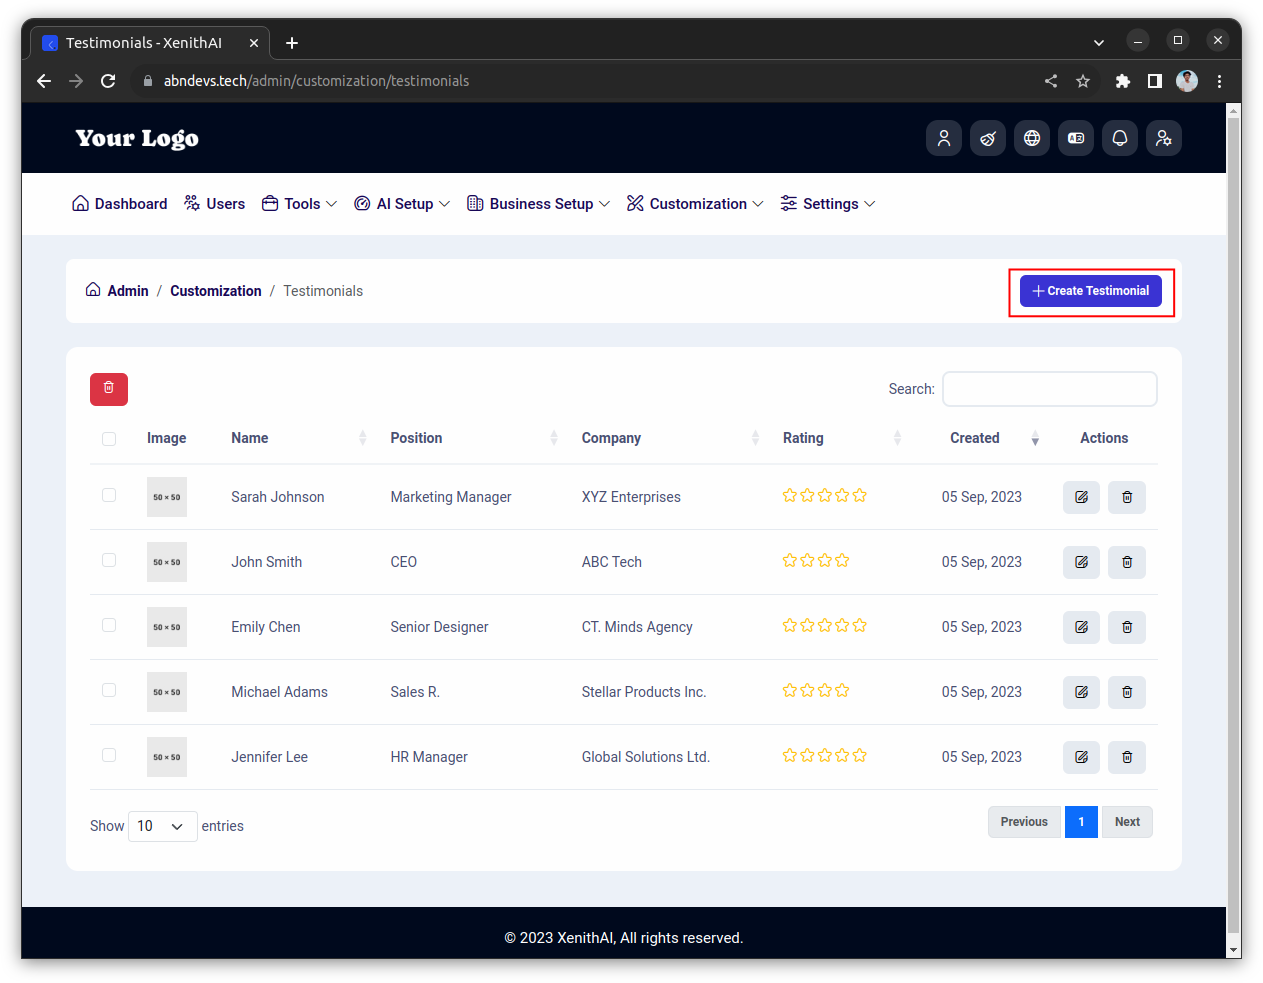 Testimonials - XenithAI
abndevs.tech/admin/customization/testimonials
Your Logo
Dashboard Users Tools AI Setup Business Setup Customization Settings
Admin / Customization / Testimonials
Create Testimonial
Search:
Image Name Position Company Rating Created Actions
50 × 50 Sarah Johnson Marketing Manager XYZ Enterprises 05 Sep, 2023
50 × 50 John Smith CEO ABC Tech 05 Sep, 2023
50 × 50 Emily Chen Senior Designer CT. Minds Agency 05 Sep, 2023
50 × 50 Michael Adams Sales R. Stellar Products Inc. 05 Sep, 2023
50 × 50 Jennifer Lee HR Manager Global Solutions Ltd. 05 Sep, 2023
Show 10 entries
Previous 1 Next
© 2023 XenithAI, All rights reserved.